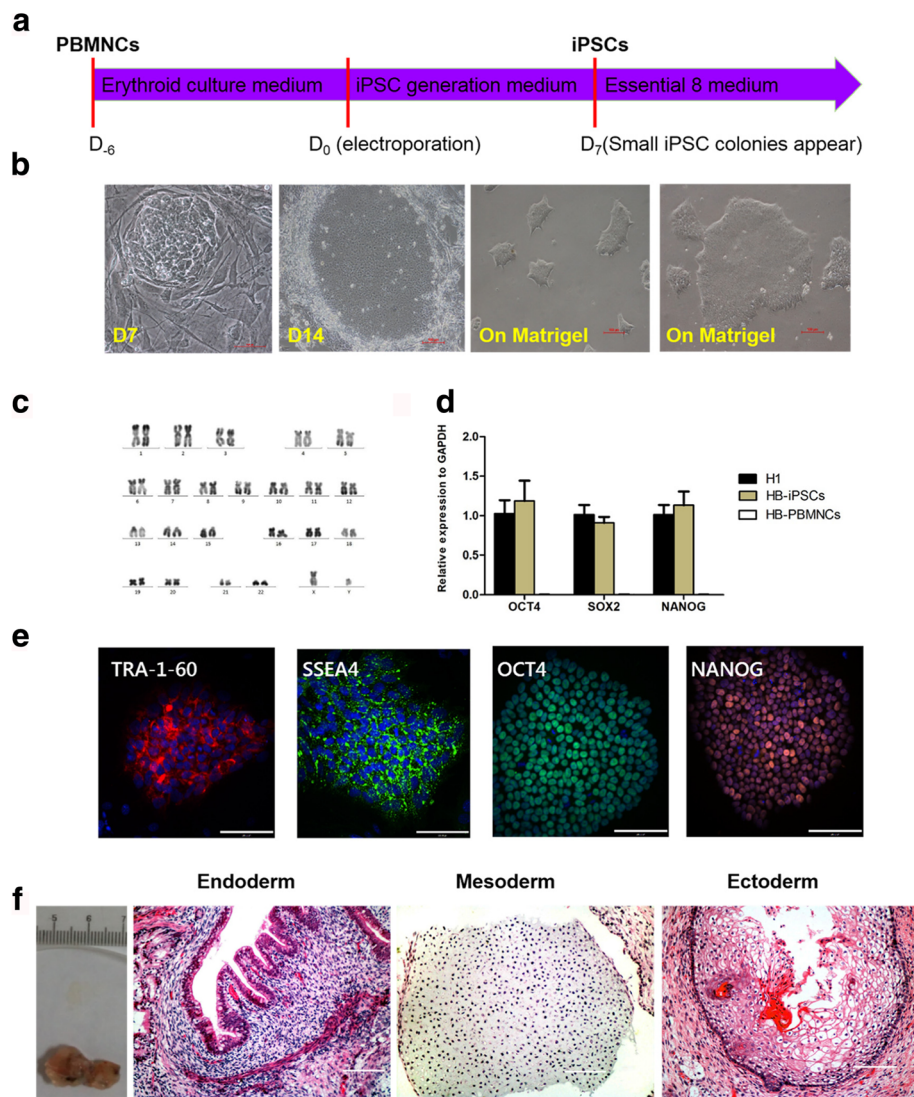 a
PBMNCs
iPSCs
Erythroid culture medium
iPSC generation medium
Essential 8 medium
D-6
D0 (electroporation)
D7(Small iPSC colonies appear)
b
D7
D14
On Matrigel
On Matrigel
c
1 2 3 4 5
6 7 8 9 10 11 12
13 14 15 16 17 18
19 20 21 22 X Y
d
Relative expression to GAPDH
2.0
1.5
1.0
0.5
0.0
OCT4 SOX2 NANOG
H1
HB-iPSCs
HB-PBMNCs
e
TRA-1-60
SSEA4
OCT4
NANOG
f
Endoderm
Mesoderm
Ectoderm
5 6 7